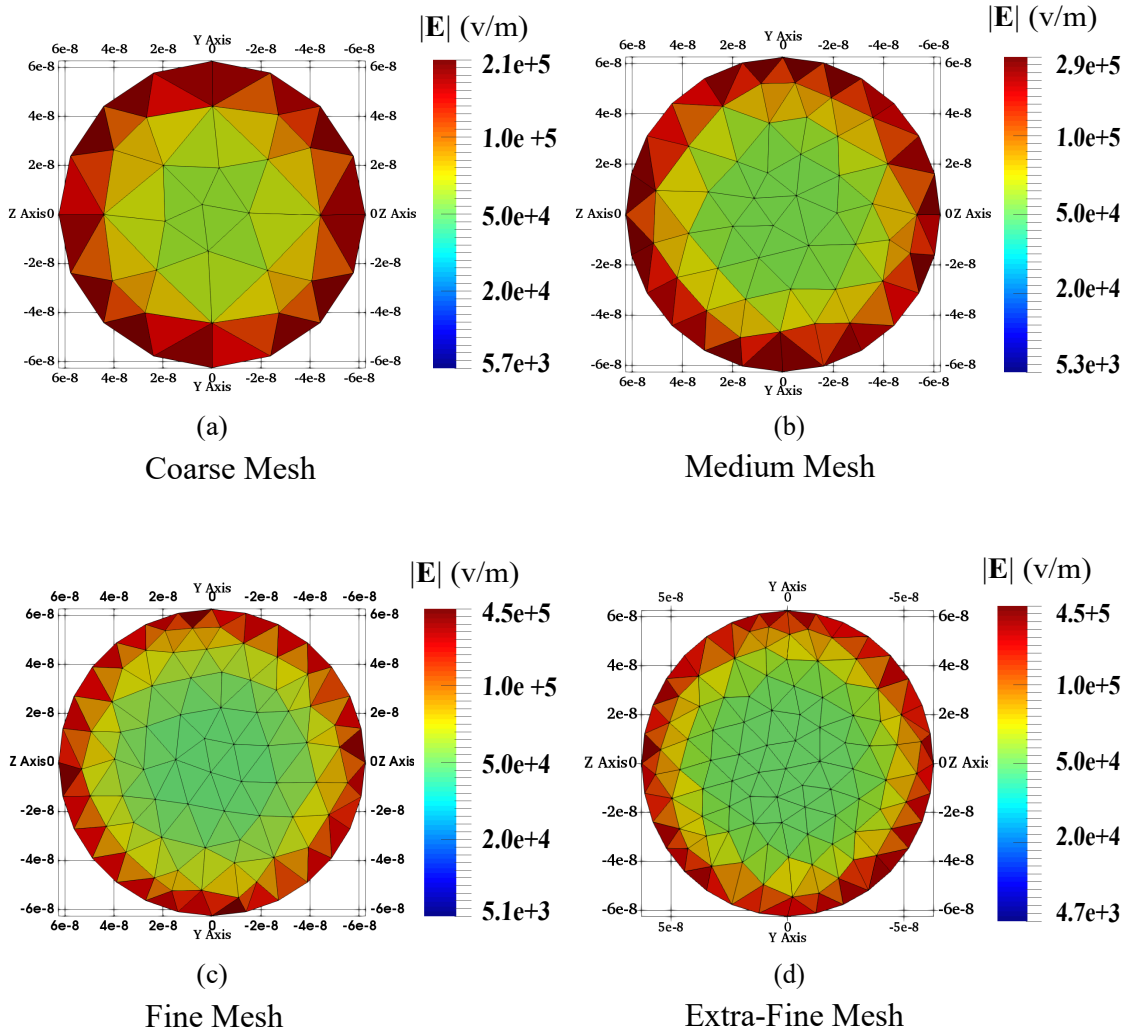 |E| (v/m)
Y Axis
6e-8 4e-8 2e-8 0 -2e-8 -4e-8 -6e-8
6e-8 6e-8
4e-8 4e-8
2e-8 2e-8
Z Axis0 0Z Axis
-2e-8 -2e-8
-4e-8 -4e-8
-6e-8 -6e-8
6e-8 4e-8 2e-8 0 -2e-8 -4e-8 -6e-8
Y Axis
2.1e+5
1.0e +5
5.0e+4
2.0e+4
5.7e+3
(a)
Coarse Mesh
|E| (v/m)
Y Axis
6e-8 4e-8 2e-8 0 -2e-8 -4e-8 -6e-8
6e-8 6e-8
4e-8 4e-8
2e-8 2e-8
Z Axis0 0Z Axis
-2e-8 -2e-8
-4e-8 -4e-8
-6e-8 -6e-8
6e-8 4e-8 2e-8 0 -2e-8 -4e-8 -6e-8
Y Axis
2.9e+5
1.0e+5
5.0e+4
2.0e+4
5.3e+3
(b)
Medium Mesh
|E| (v/m)
Y Axis
6e-8 4e-8 2e-8 0 -2e-8 -4e-8 -6e-8
6e-8 6e-8
4e-8 4e-8
2e-8 2e-8
Z Axis0 0Z Axis
-2e-8 -2e-8
-4e-8 -4e-8
-6e-8 -6e-8
6e-8 4e-8 2e-8 0 -2e-8 -4e-8 -6e-8
Y Axis
4.5e+5
1.0e +5
5.0e+4
2.0e+4
5.1e+3
(c)
Fine Mesh
|E| (v/m)
Y Axis
5e-8 0 -5e-8
6e-8 6e-8
4e-8 4e-8
2e-8 2e-8
Z Axis0 0Z Axis
-2e-8 -2e-8
-4e-8 -4e-8
-6e-8 -6e-8
5e-8 0 -5e-8
Y Axis
4.5+5
1.0e+5
5.0e+4
2.0e+4
4.7e+3
(d)
Extra-Fine Mesh